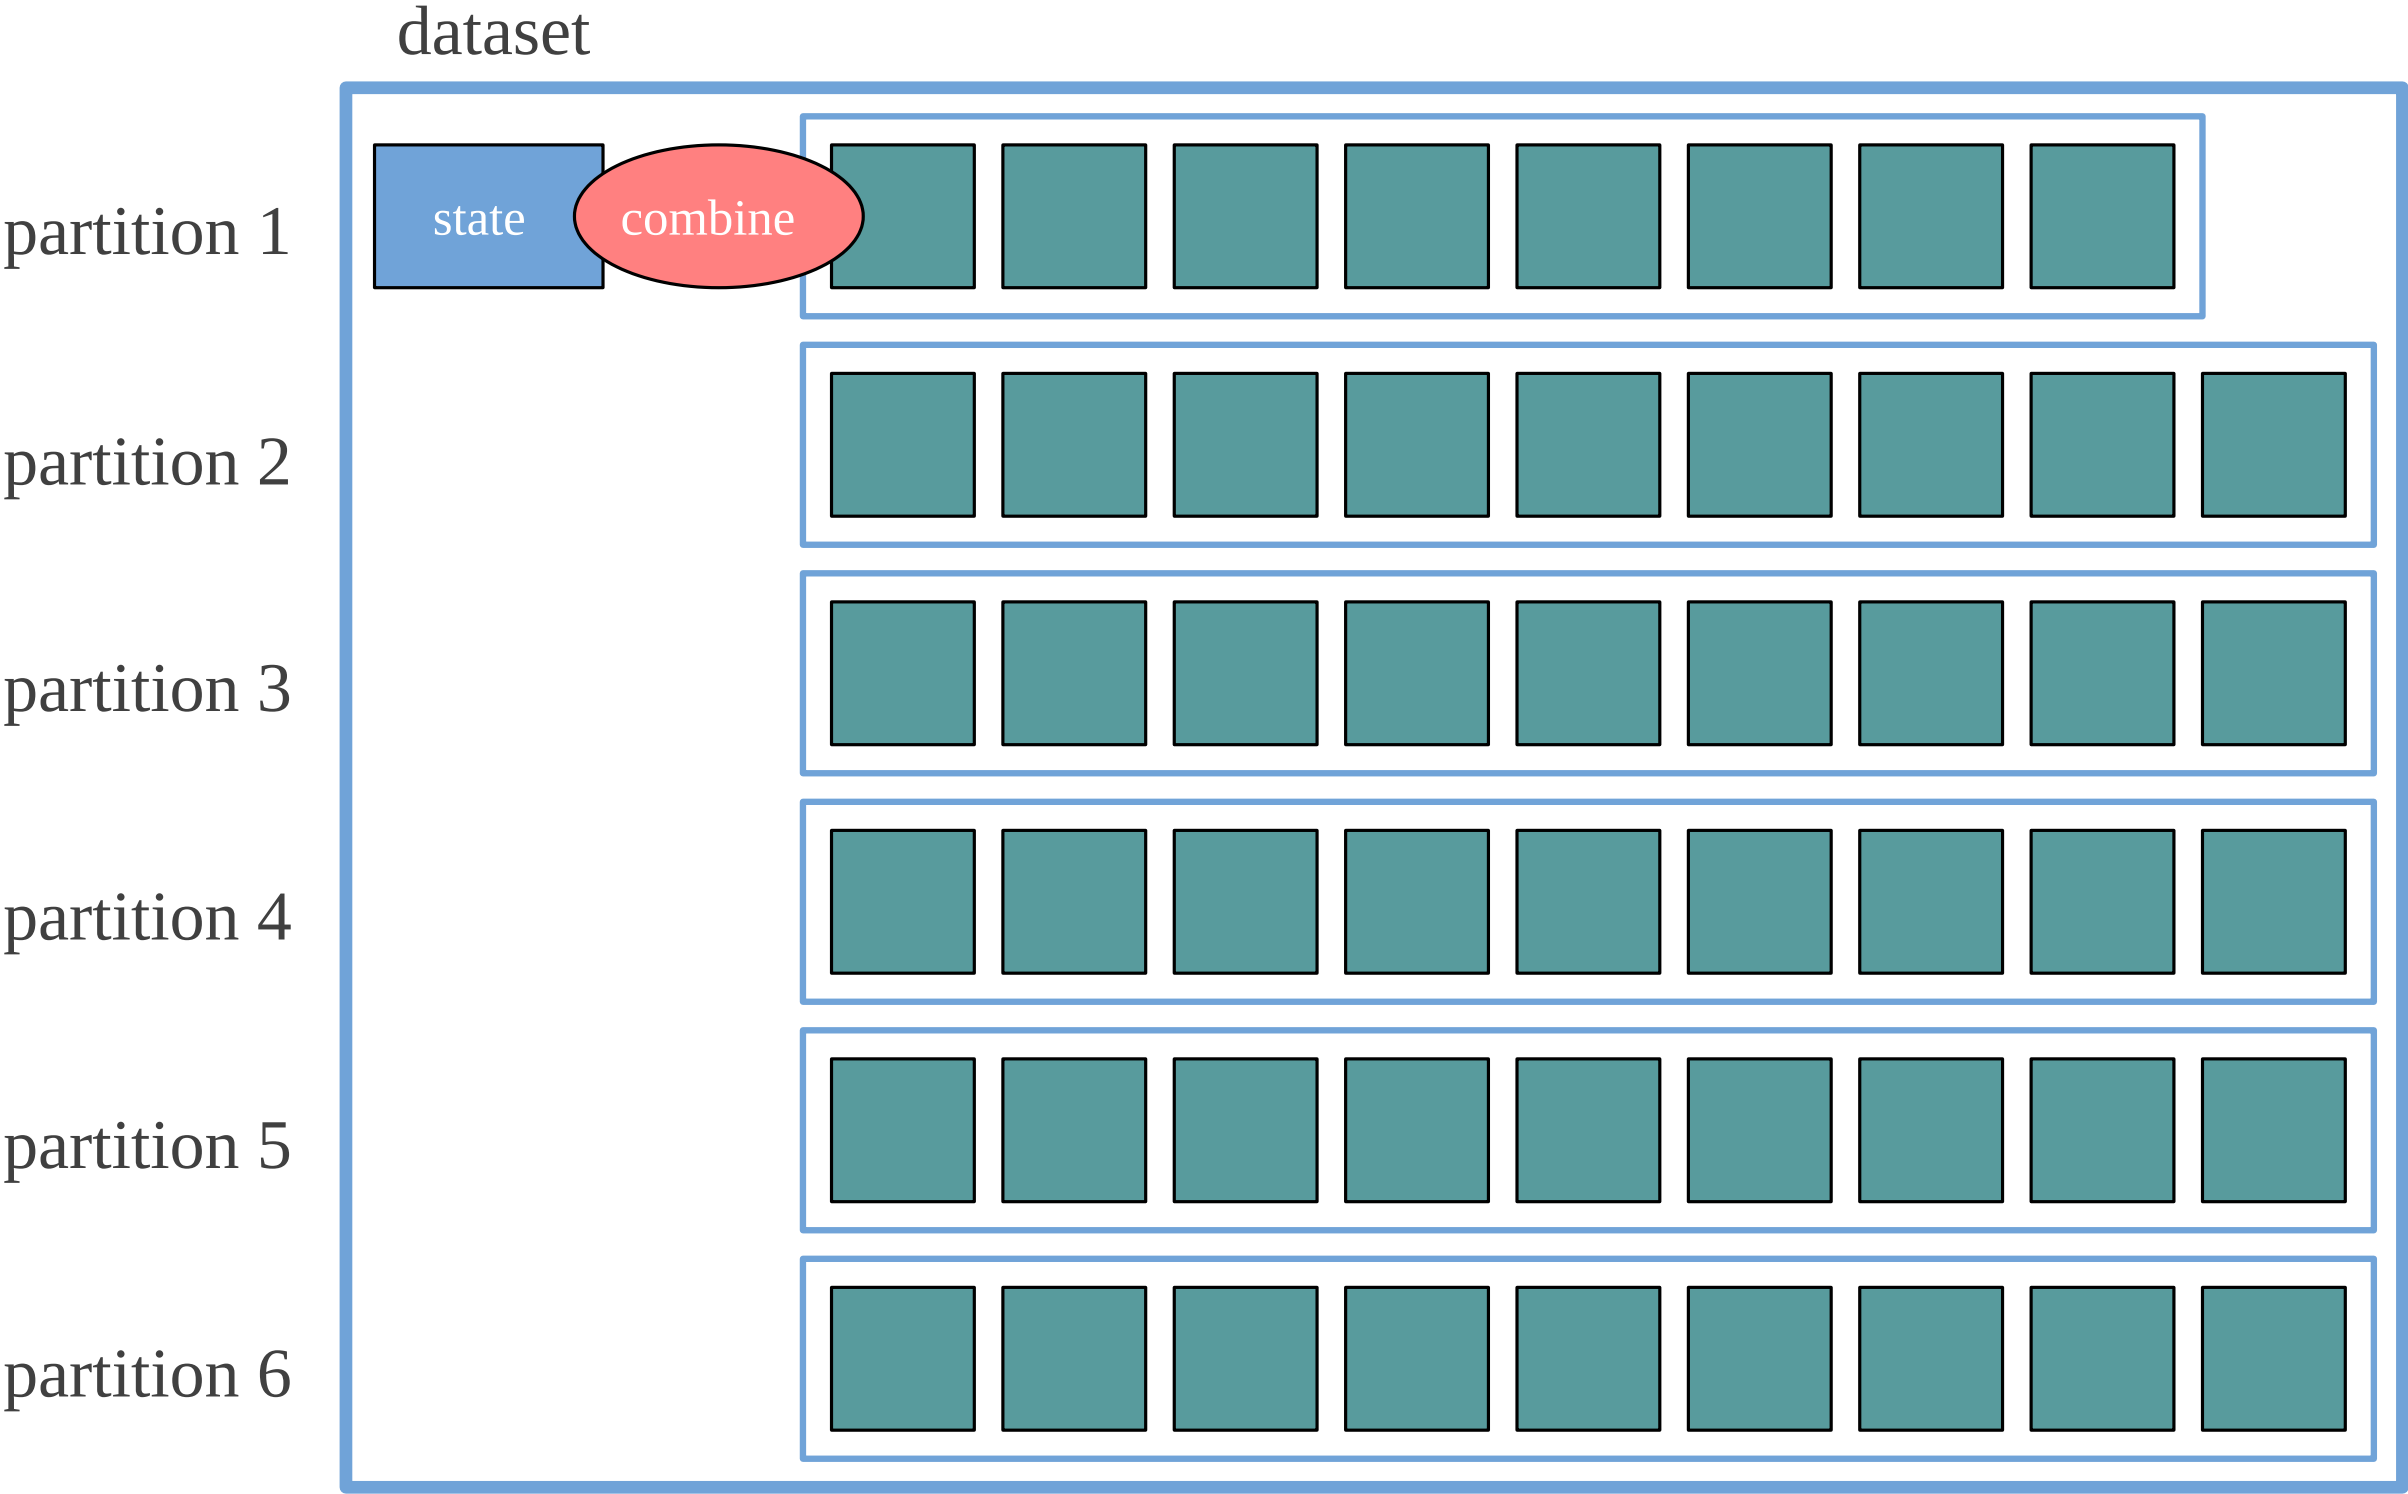 dataset
state
combine
partition 1
partition 2
partition 3
partition 4
partition 5
partition 6